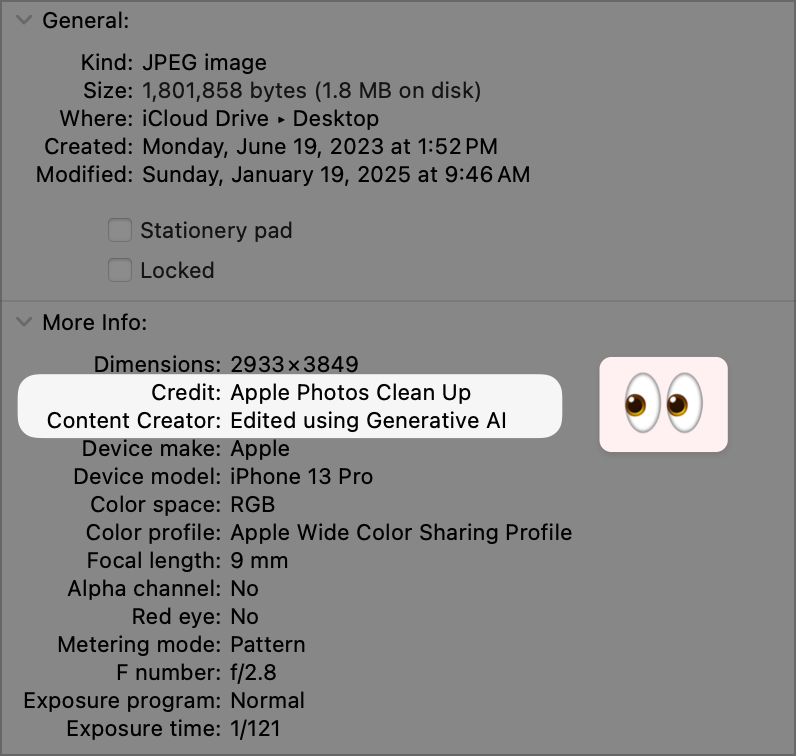 General:
Kind: JPEG image
Size: 1,801,858 bytes (1.8 MB on disk)
Where: iCloud Drive ▸ Desktop
Created: Monday, June 19, 2023 at 1:52 PM
Modified: Sunday, January 19, 2025 at 9:46 AM
Stationery pad
Locked
More Info:
Dimensions: 2933×3849
Credit: Apple Photos Clean Up
Content Creator: Edited using Generative AI
Device make: Apple
Device model: iPhone 13 Pro
Color space: RGB
Color profile: Apple Wide Color Sharing Profile
Focal length: 9 mm
Alpha channel: No
Red eye: No
Metering mode: Pattern
F number: f/2.8
Exposure program: Normal
Exposure time: 1/121